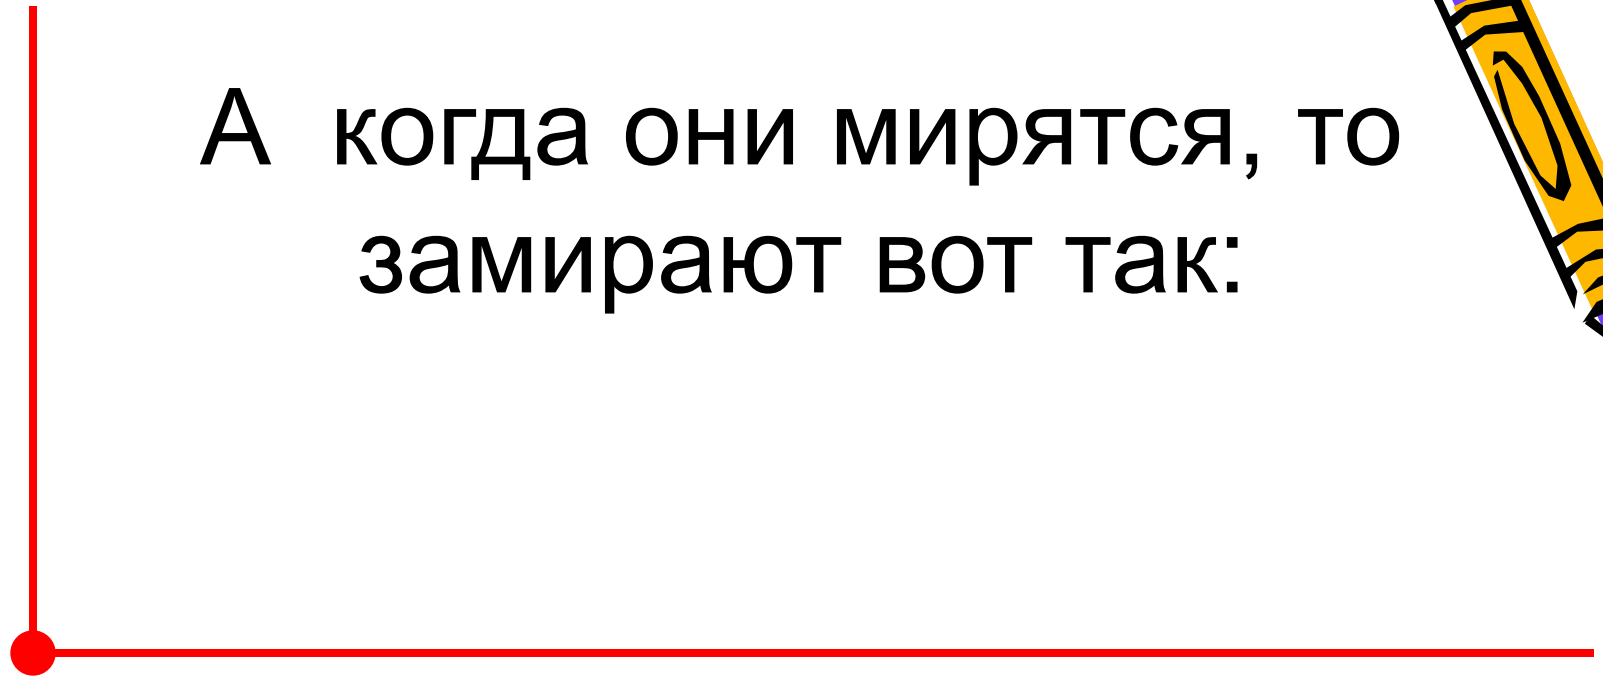 А  когда они мирятся, то
замирают вот так: